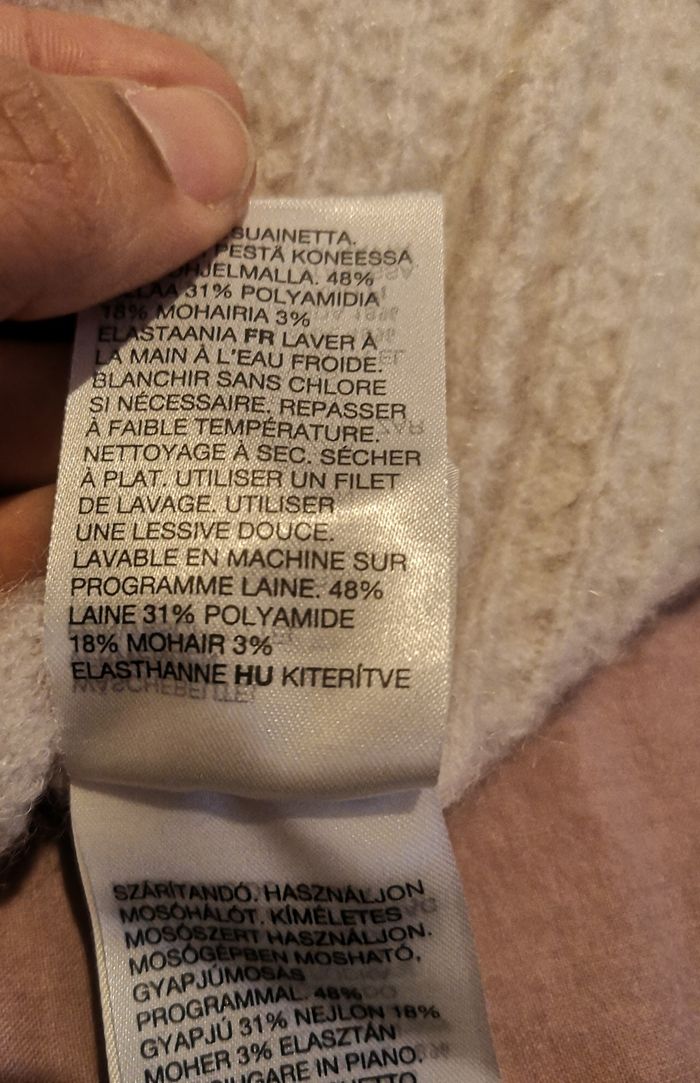 SUAINETTA.
PESTÄ KONEESSA
OHJELMALLA. 48%
31% POLYAMIDIA
18% MOHAIRIA 3%
ELASTAANIA FR LAVER À
LA MAIN À L'EAU FROIDE.
BLANCHIR SANS CHLORE
SI NÉCESSAIRE. REPASSER
À FAIBLE TEMPÉRATURE.
NETTOYAGE À SEC. SÉCHER
À PLAT. UTILISER UN FILET
DE LAVAGE. UTILISER
UNE LESSIVE DOUCE.
LAVABLE EN MACHINE SUR
PROGRAMME LAINE. 48%
LAINE 31% POLYAMIDE
18% MOHAIR 3%
ELASTHANNE HU KITERÍTVE
SZÁRÍTANDÓ. HASZNÁLJON
MOSÓHÁLÓT. KÍMÉLETES
MOSÓSZERT HASZNÁLJON.
MOSÓGÉPBEN MOSHATÓ,
GYAPJÚMOSÁS
PROGRAMMAL. 48%
GYAPJÚ 31% NEJLON 18%
MOHER 3% ELASZTÁN
IN PIANO.